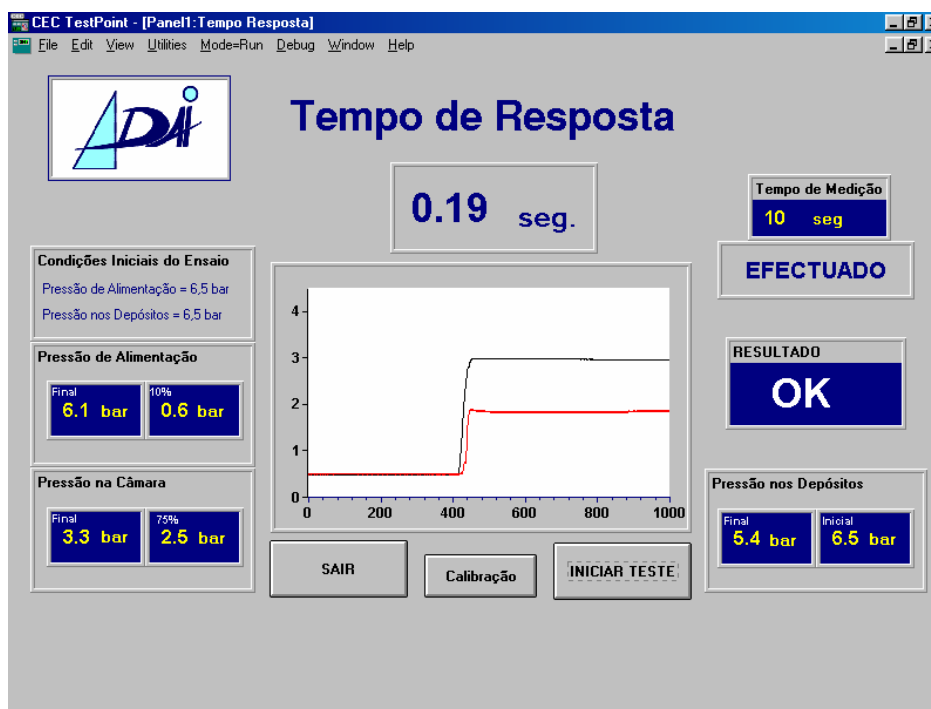 CEC TestPoint - [Panel1:Tempo Resposta]
File Edit View Utilities Mode=Run Debug Window Help
ADAI
Tempo de Resposta
0.19 seg.
Tempo de Medição
10 seg
EFECTUADO
Condições Iniciais do Ensaio
Pressão de Alimentação = 6,5 bar
Pressão nos Depósitos = 6,5 bar
Pressão de Alimentação
Final 10%
6.1 bar 0.6 bar
Pressão na Câmara
Final 75%
3.3 bar 2.5 bar
4
3
2
1
0
0 200 400 600 800 1000
RESULTADO
OK
Pressão nos Depósitos
Final Inicial
5.4 bar 6.5 bar
SAIR
Calibração
INICIAR TESTE